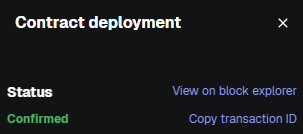 Contract deployment
Status
View on block explorer
Confirmed
Copy transaction ID